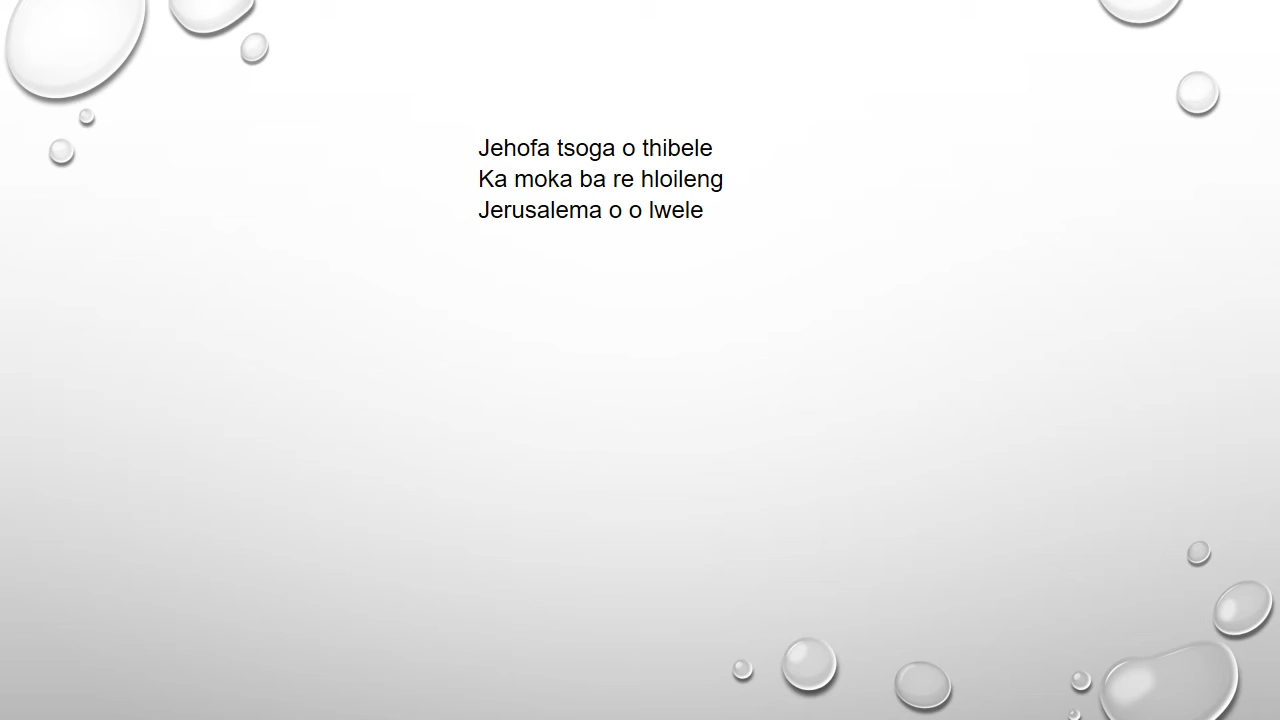 Jehofa tsoga o thibele
Ka moka ba re hloileng
Jerusalema o o lwele